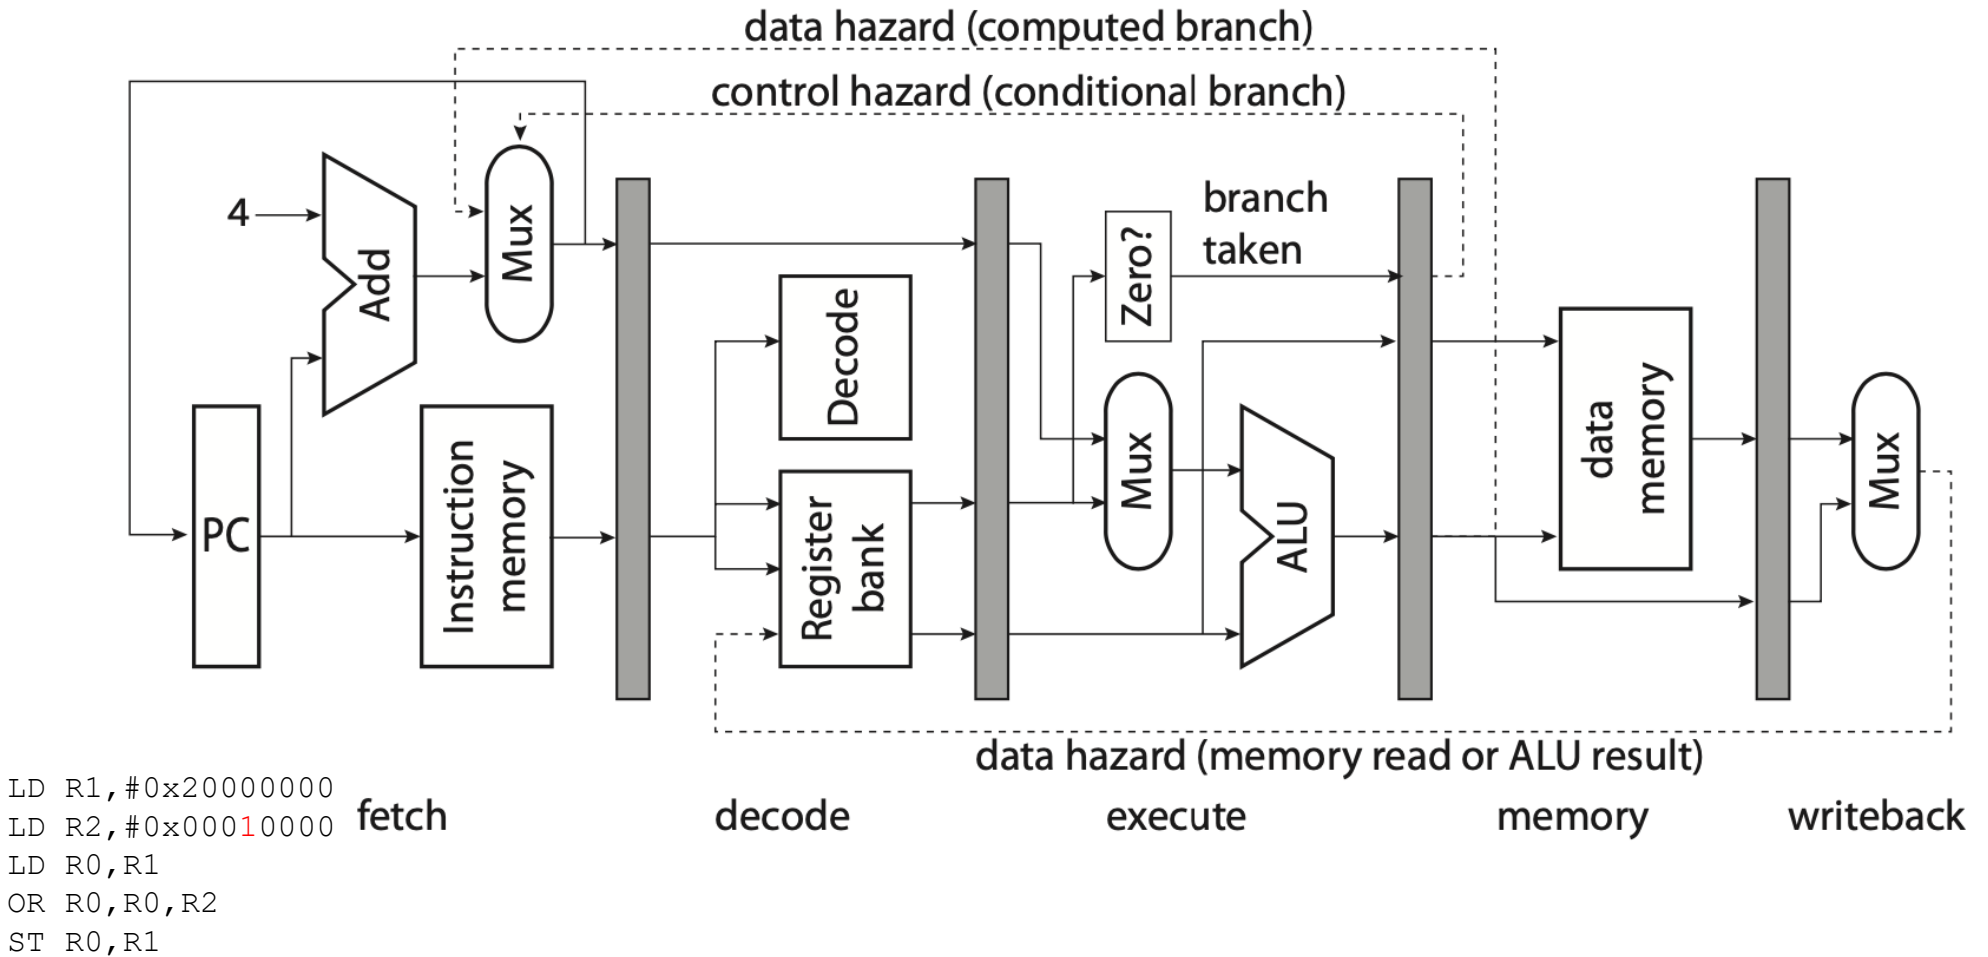 data hazard (computed branch)
control hazard (conditional branch)
4
Add
Mux
PC
Instruction
memory
Decode
Register
bank
Zero?
branch
taken
Mux
ALU
data
memory
Mux
data hazard (memory read or ALU result)
fetch
decode
execute
memory
writeback
LD R1,#0x20000000
LD R2,#0x00010000
LD R0,R1
OR R0,R0,R2
ST R0,R1